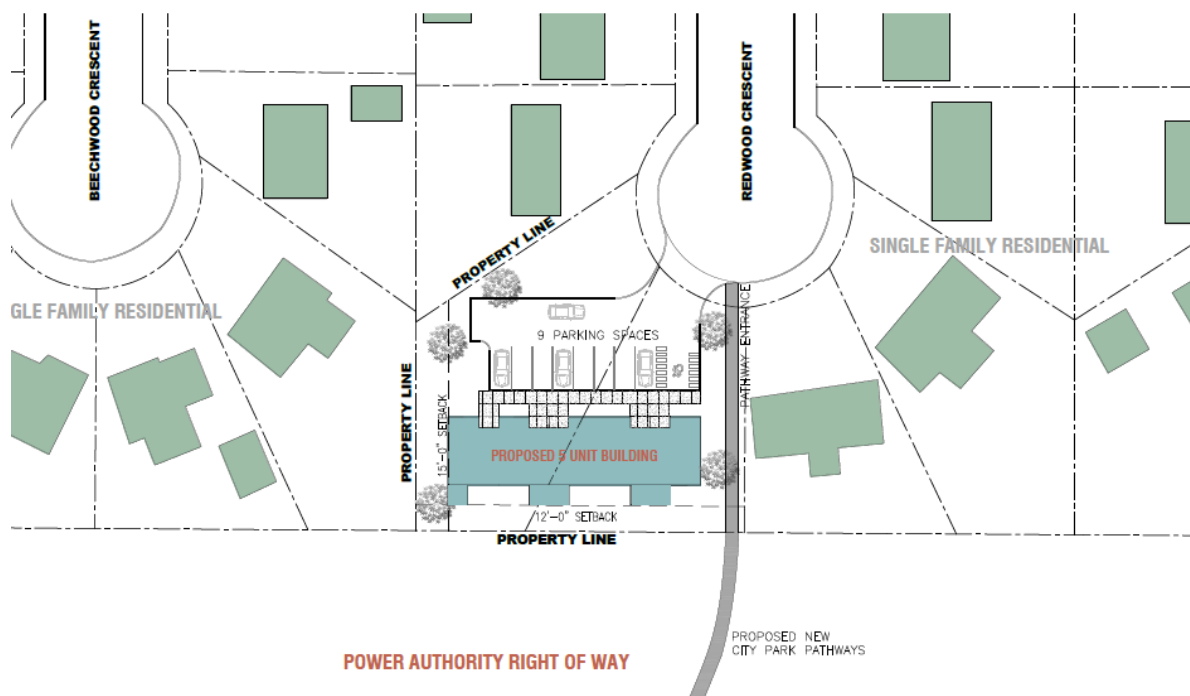 BEECHWOOD CRESCENT
REDWOOD CRESCENT
SINGLE FAMILY RESIDENTIAL
PROPERTY LINE
PATHWAY ENTRANCE
GLE FAMILY RESIDENTIAL
9 PARKING SPACES
PROPERTY LINE
15'-0" SETBACK
PROPOSED 5 UNIT BUILDING
12'-0" SETBACK
PROPERTY LINE
PROPOSED NEW
CITY PARK PATHWAYS
POWER AUTHORITY RIGHT OF WAY